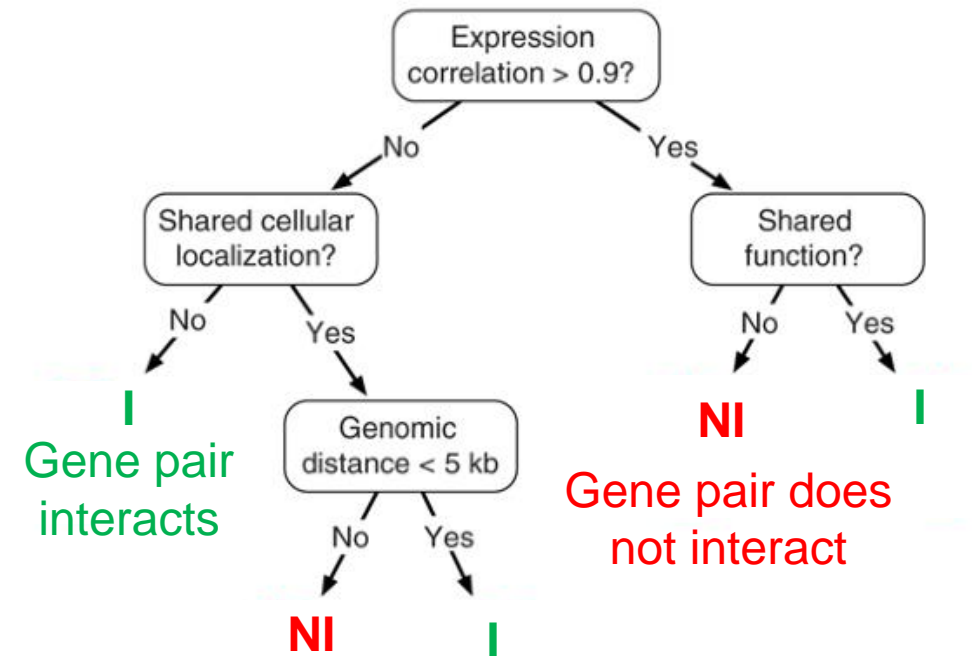 Expression
correlation > 0.9?
No
Yes
Shared cellular
localization?
Shared
function?
No
Yes
No
Yes
I
Gene pair
interacts
Genomic
distance < 5 kb
NI
I
Gene pair does
not interact
No
Yes
NI
I